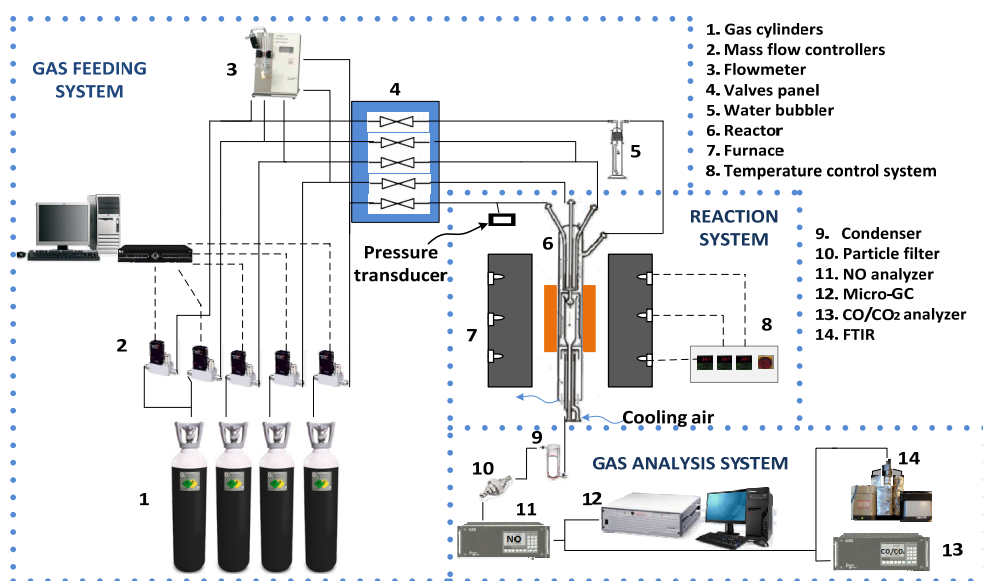 GAS FEEDING
SYSTEM
3
4
5
1. Gas cylinders
2. Mass flow controllers
3. Flowmeter
4. Valves panel
5. Water bubbler
6. Reactor
7. Furnace
8. Temperature control system
Pressure
transducer
REACTION
SYSTEM
6
7
8
9. Condenser
10. Particle filter
11. NO analyzer
12. Micro-GC
13. CO/CO2 analyzer
14. FTIR
2
Cooling air
1
9
10
GAS ANALYSIS SYSTEM
11
12
14
NO
CO/CO2
13